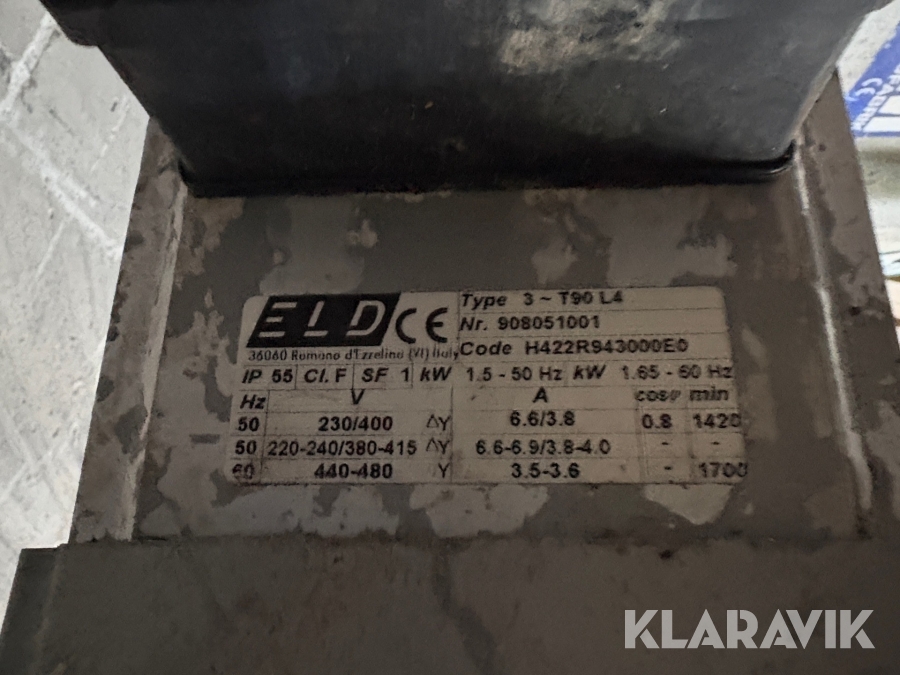 ELD CE
36060 Romano d'Ezzelino (VI) Italy
Type 3 ~ T90 L4
Nr. 908051001
Code H422R943000E0
IP 55 Cl. F SF 1 kW 1.5 - 50 Hz kW 1.65 - 60 Hz
Hz V A cosφ min
50 230/400 ΔY 6.6/3.8 0.8 1420
50 220-240/380-415 ΔY 6.6-6.9/3.8-4.0 - -
60 440-480 Y 3.5-3.6 - 1700
KLARAVIK